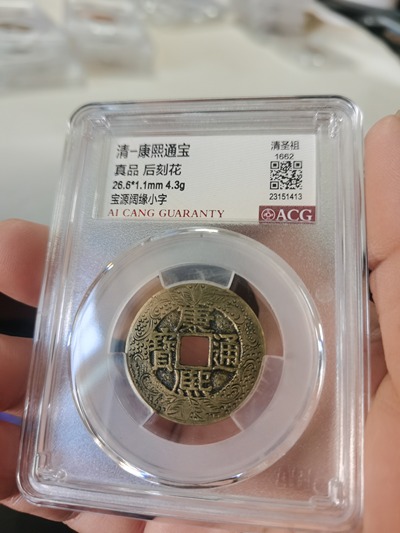 清-康熙通宝
真品 后刻花
26.6*1.1mm 4.3g
宝源阔缘小字
AI CANG GUARANTY
清圣祖
1662
23151413
ACG
康
寶 通
熙